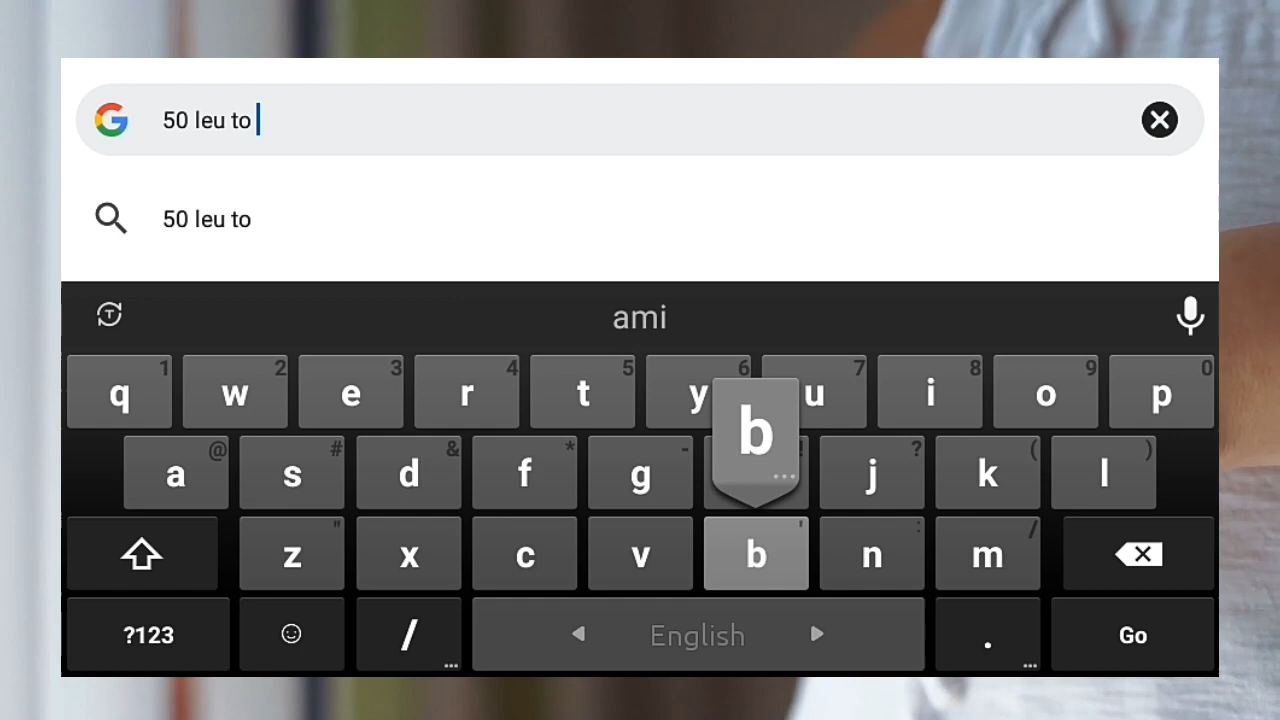 50 leu to
50 leu to
ami
q 1 w 2 e 3 r 4 t 5 y 6 u 7 i 8 o 9 p 0
b
a @ s # d & f * g - ! j ? k ( l )
z " x c v b ' n : m /
?123 / English . Go